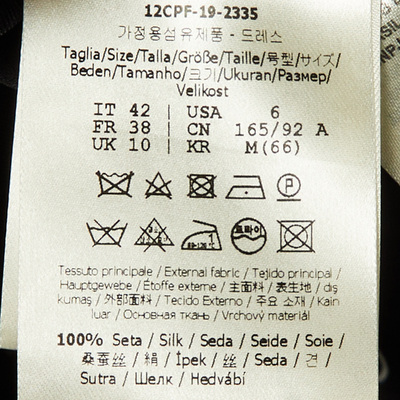 12CPF-19-2335
가정용섬유제품 - 드레스
Taglia/Size/Talla/Größe/Taille/号型/サイズ/
Beden/Tamanho/크기/Ukuran/Размер/
Velikost
IT 42 | USA 6
FR 38 | CN 165/92 A
UK 10 | KR M(66)
P
드라이
Tessuto principale / External fabric / Tejido principal /
Hauptgewebe / Étoffe externe / 主面料 / 表生地 / dış
kumaş / 外部面料 / Tecido Externo / 주요 소재 / Kain
luar / Основная ткань / Vrchový materiál
100% Seta / Silk / Seda / Seide / Soie /
桑蚕丝 / 絹 / İpek / 丝 / Seda / 견 /
Sutra / Шелк / Hedvábí